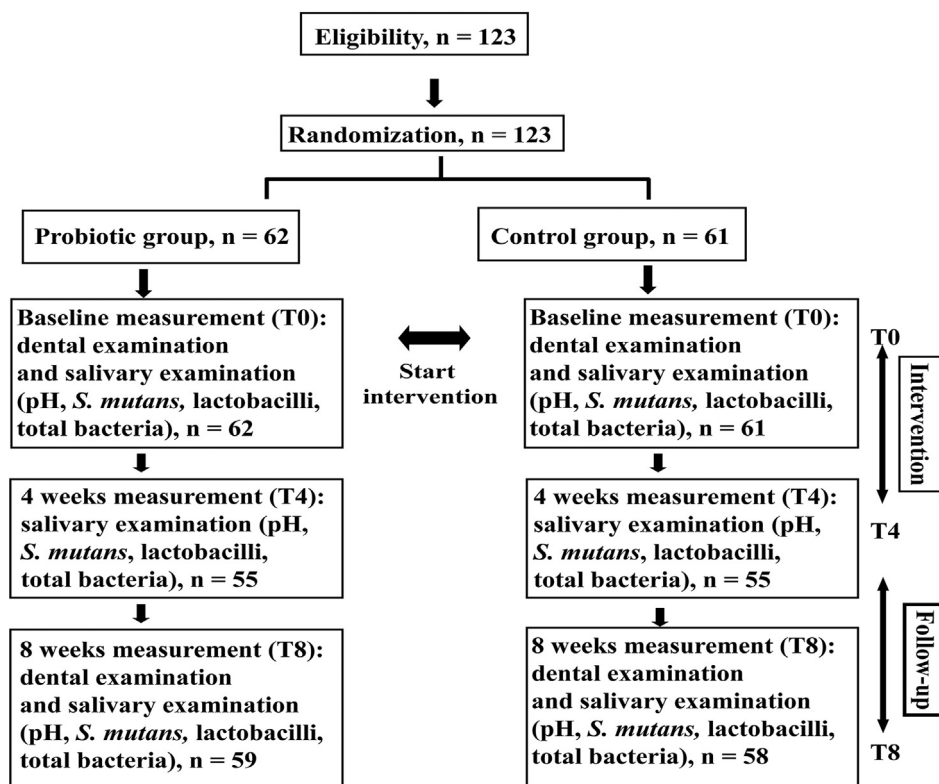 Eligibility, n = 123
Randomization, n = 123
Probiotic group, n = 62
Control group, n = 61
Baseline measurement (T0):
dental examination
and salivary examination
(pH, S. mutans, lactobacilli,
total bacteria), n = 62
Start
intervention
Baseline measurement (T0):
dental examination
and salivary examination
(pH, S. mutans, lactobacilli,
total bacteria), n = 61
T0
Intervention
4 weeks measurement (T4):
salivary examination (pH,
S. mutans, lactobacilli,
total bacteria), n = 55
4 weeks measurement (T4):
salivary examination (pH,
S. mutans, lactobacilli,
total bacteria), n = 55
T4
8 weeks measurement (T8):
dental examination
and salivary examination
(pH, S. mutans, lactobacilli,
total bacteria), n = 59
8 weeks measurement (T8):
dental examination
and salivary examination
(pH, S. mutans, lactobacilli,
total bacteria), n = 58
Follow-up
T8